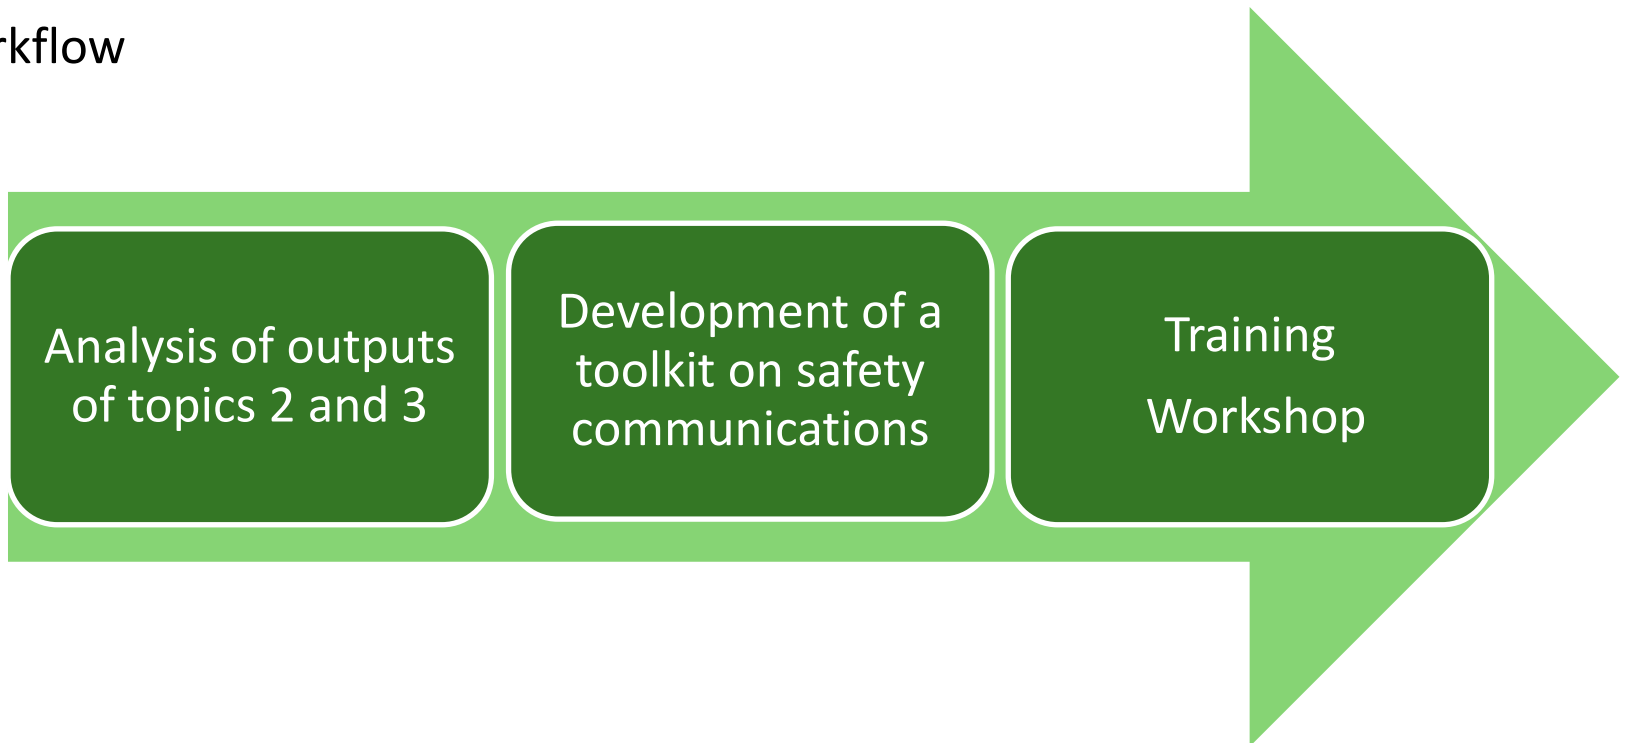 rkflow
Analysis of outputs
of topics 2 and 3
Development of a
toolkit on safety
communications
Training
Workshop